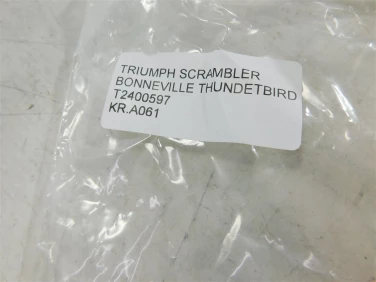 TRIUMPH SCRAMBLER
BONNEVILLE THUNDETBIRD
T2400597
KR.A061